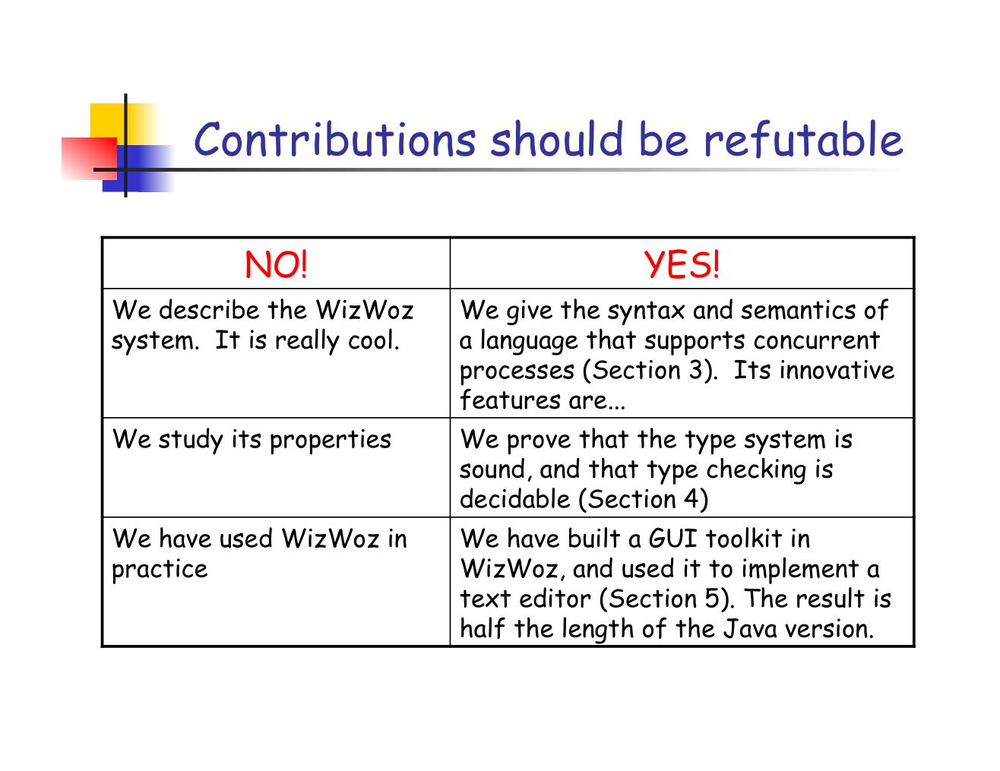 Contributions should be refutable
NO!
YES!
We describe the WizWoz
system.  It is really cool.
We give the syntax and semantics of
a language that supports concurrent
processes (Section 3).  Its innovative
features are...
We study its properties
We prove that the type system is
sound, and that type checking is
decidable (Section 4)
We have used WizWoz in
practice
We have built a GUI toolkit in
WizWoz, and used it to implement a
text editor (Section 5). The result is
half the length of the Java version.